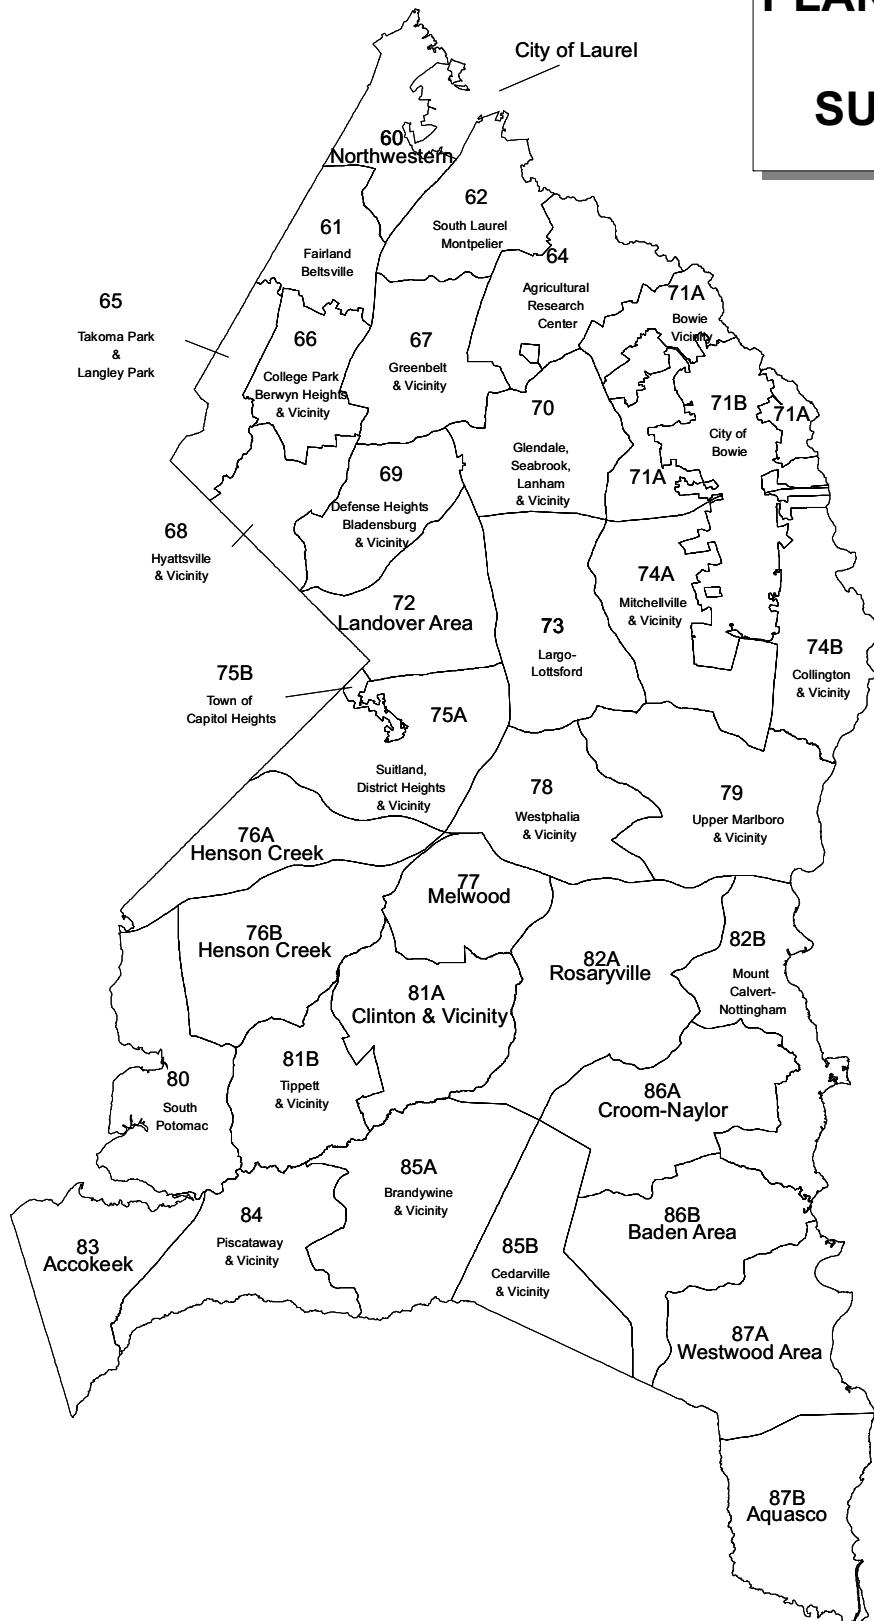 SU
City of Laurel
60
Northwestern
62
South Laurel
Montpelier
61
Fairland
Beltsville
64
Agricultural
Research
Center
71A
Bowie
Vicinity
65
Takoma Park
&
Langley Park
66
College Park
Berwyn Heights
& Vicinity
67
Greenbelt
& Vicinity
70
Glendale,
Seabrook,
Lanham
& Vicinity
71B
City of
Bowie
71A
71A
69
Defense Heights
Bladensburg
& Vicinity
68
Hyattsville
& Vicinity
72
Landover Area
73
Largo-
Lottsford
74A
Mitchellville
& Vicinity
74B
Collington
& Vicinity
75B
Town of
Capitol Heights
75A
Suitland,
District Heights
& Vicinity
78
Westphalia
& Vicinity
79
Upper Marlboro
& Vicinity
76A
Henson Creek
77
Melwood
76B
Henson Creek
82A
Rosaryville
82B
Mount
Calvert-
Nottingham
81A
Clinton & Vicinity
81B
Tippett
& Vicinity
80
South
Potomac
86A
Croom-Naylor
85A
Brandywine
& Vicinity
84
Piscataway
& Vicinity
83
Accokeek
85B
Cedarville
& Vicinity
86B
Baden Area
87A
Westwood Area
87B
Aquasco